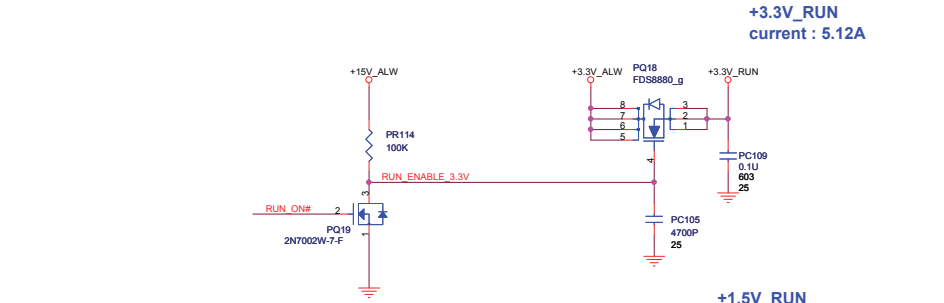 +3.3V_RUN
current : 5.12A
+15V_ALW
+3.3V_ALW
PQ18
FDS8880_g
+3.3V_RUN
8
7
6
5
3
2
1
4
PR114
100K
PC109
0.1U
603
25
RUN_ENABLE_3.3V
3
RUN_ON#
2
1
PQ19
2N7002W-7-F
PC105
4700P
25
+1.5V_RUN